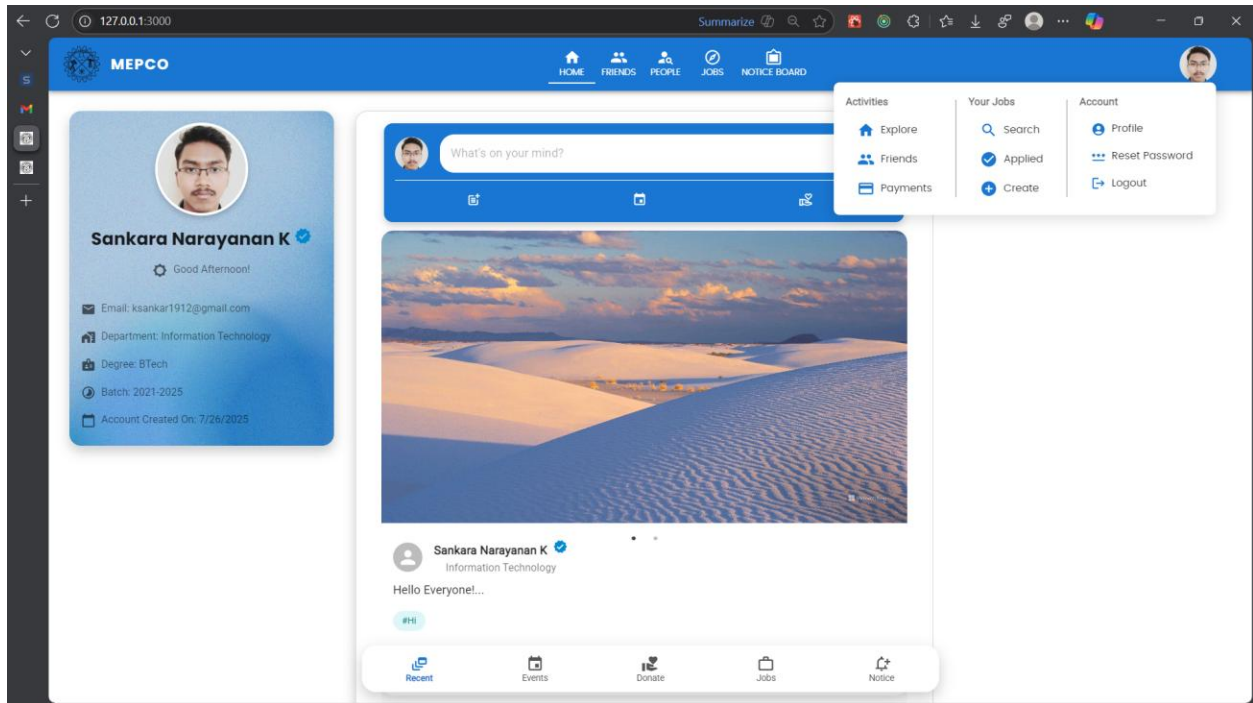 127.0.0.1:3000
Summarize
S
MEPCO
HOME FRIENDS PEOPLE JOBS NOTICE BOARD
Activities Your Jobs Account
Explore Search Profile
Friends Applied Reset Password
Payments Create Logout
What's on your mind?
Sankara Narayanan K
Good Afternoon!
Email: ksankar1912@gmail.com
Department: Information Technology
Degree: BTech
Batch: 2021-2025
Account Created On: 7/26/2025
Sankara Narayanan K
Information Technology
Hello Everyone!...
#Hi
Recent Events Donate Jobs Notice